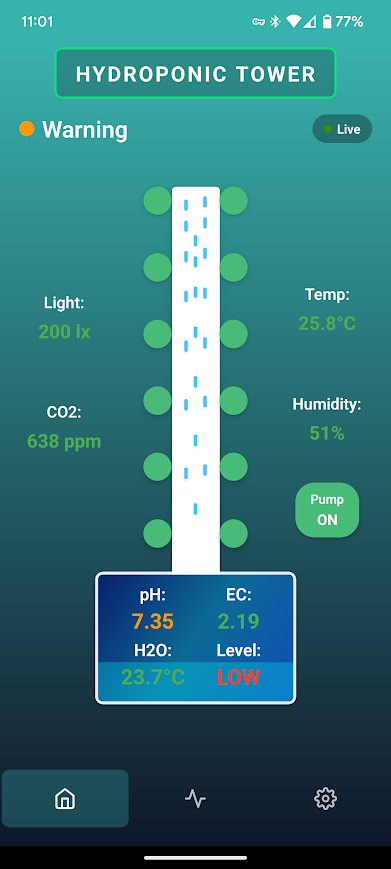 11:01
77%
HYDROPONIC TOWER
Warning
Live
Light:
200 lx
Temp:
25.8°C
CO2:
638 ppm
Humidity:
51%
Pump
ON
pH:
EC:
7.35
2.19
H2O:
Level:
23.7°C
LOW